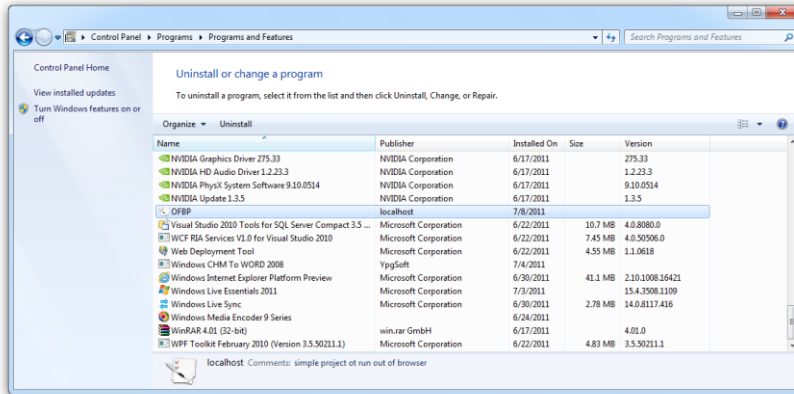 Control Panel Programs Programs and Features Search Programs and Features
Control Panel Home
View installed updates
Turn Windows features on or
off
Uninstall or change a program
To uninstall a program, select it from the list and then click Uninstall, Change, or Repair.
Organize Uninstall
Name Publisher Installed On Size Version
NVIDIA Graphics Driver 275.33 NVIDIA Corporation 6/17/2011 275.33
NVIDIA HD Audio Driver 1.2.23.3 NVIDIA Corporation 6/17/2011 1.2.23.3
NVIDIA PhysX System Software 9.10.0514 NVIDIA Corporation 6/17/2011 9.10.0514
NVIDIA Update 1.3.5 NVIDIA Corporation 6/17/2011 1.3.5
OFBP localhost 7/8/2011
Visual Studio 2010 Tools for SQL Server Compact 3.5 ... Microsoft Corporation 6/22/2011 10.7 MB 4.0.8080.0
WCF RIA Services V1.0 for Visual Studio 2010 Microsoft Corporation 6/22/2011 7.45 MB 4.0.50506.0
Web Deployment Tool Microsoft Corporation 6/22/2011 4.55 MB 1.1.0618
Windows CHM To WORD 2008 YpgSoft 7/4/2011
Windows Internet Explorer Platform Preview Microsoft Corporation 6/30/2011 41.1 MB 2.10.1008.16421
Windows Live Essentials 2011 Microsoft Corporation 7/3/2011 15.4.3508.1109
Windows Live Sync Microsoft Corporation 6/30/2011 2.78 MB 14.0.8117.416
Windows Media Encoder 9 Series 6/24/2011
WinRAR 4.01 (32-bit) win.rar GmbH 6/17/2011 4.01.0
WPF Toolkit February 2010 (Version 3.5.50211.1) Microsoft Corporation 6/22/2011 4.83 MB 3.5.50211.1
localhost Comments: simple project ot run out of browser